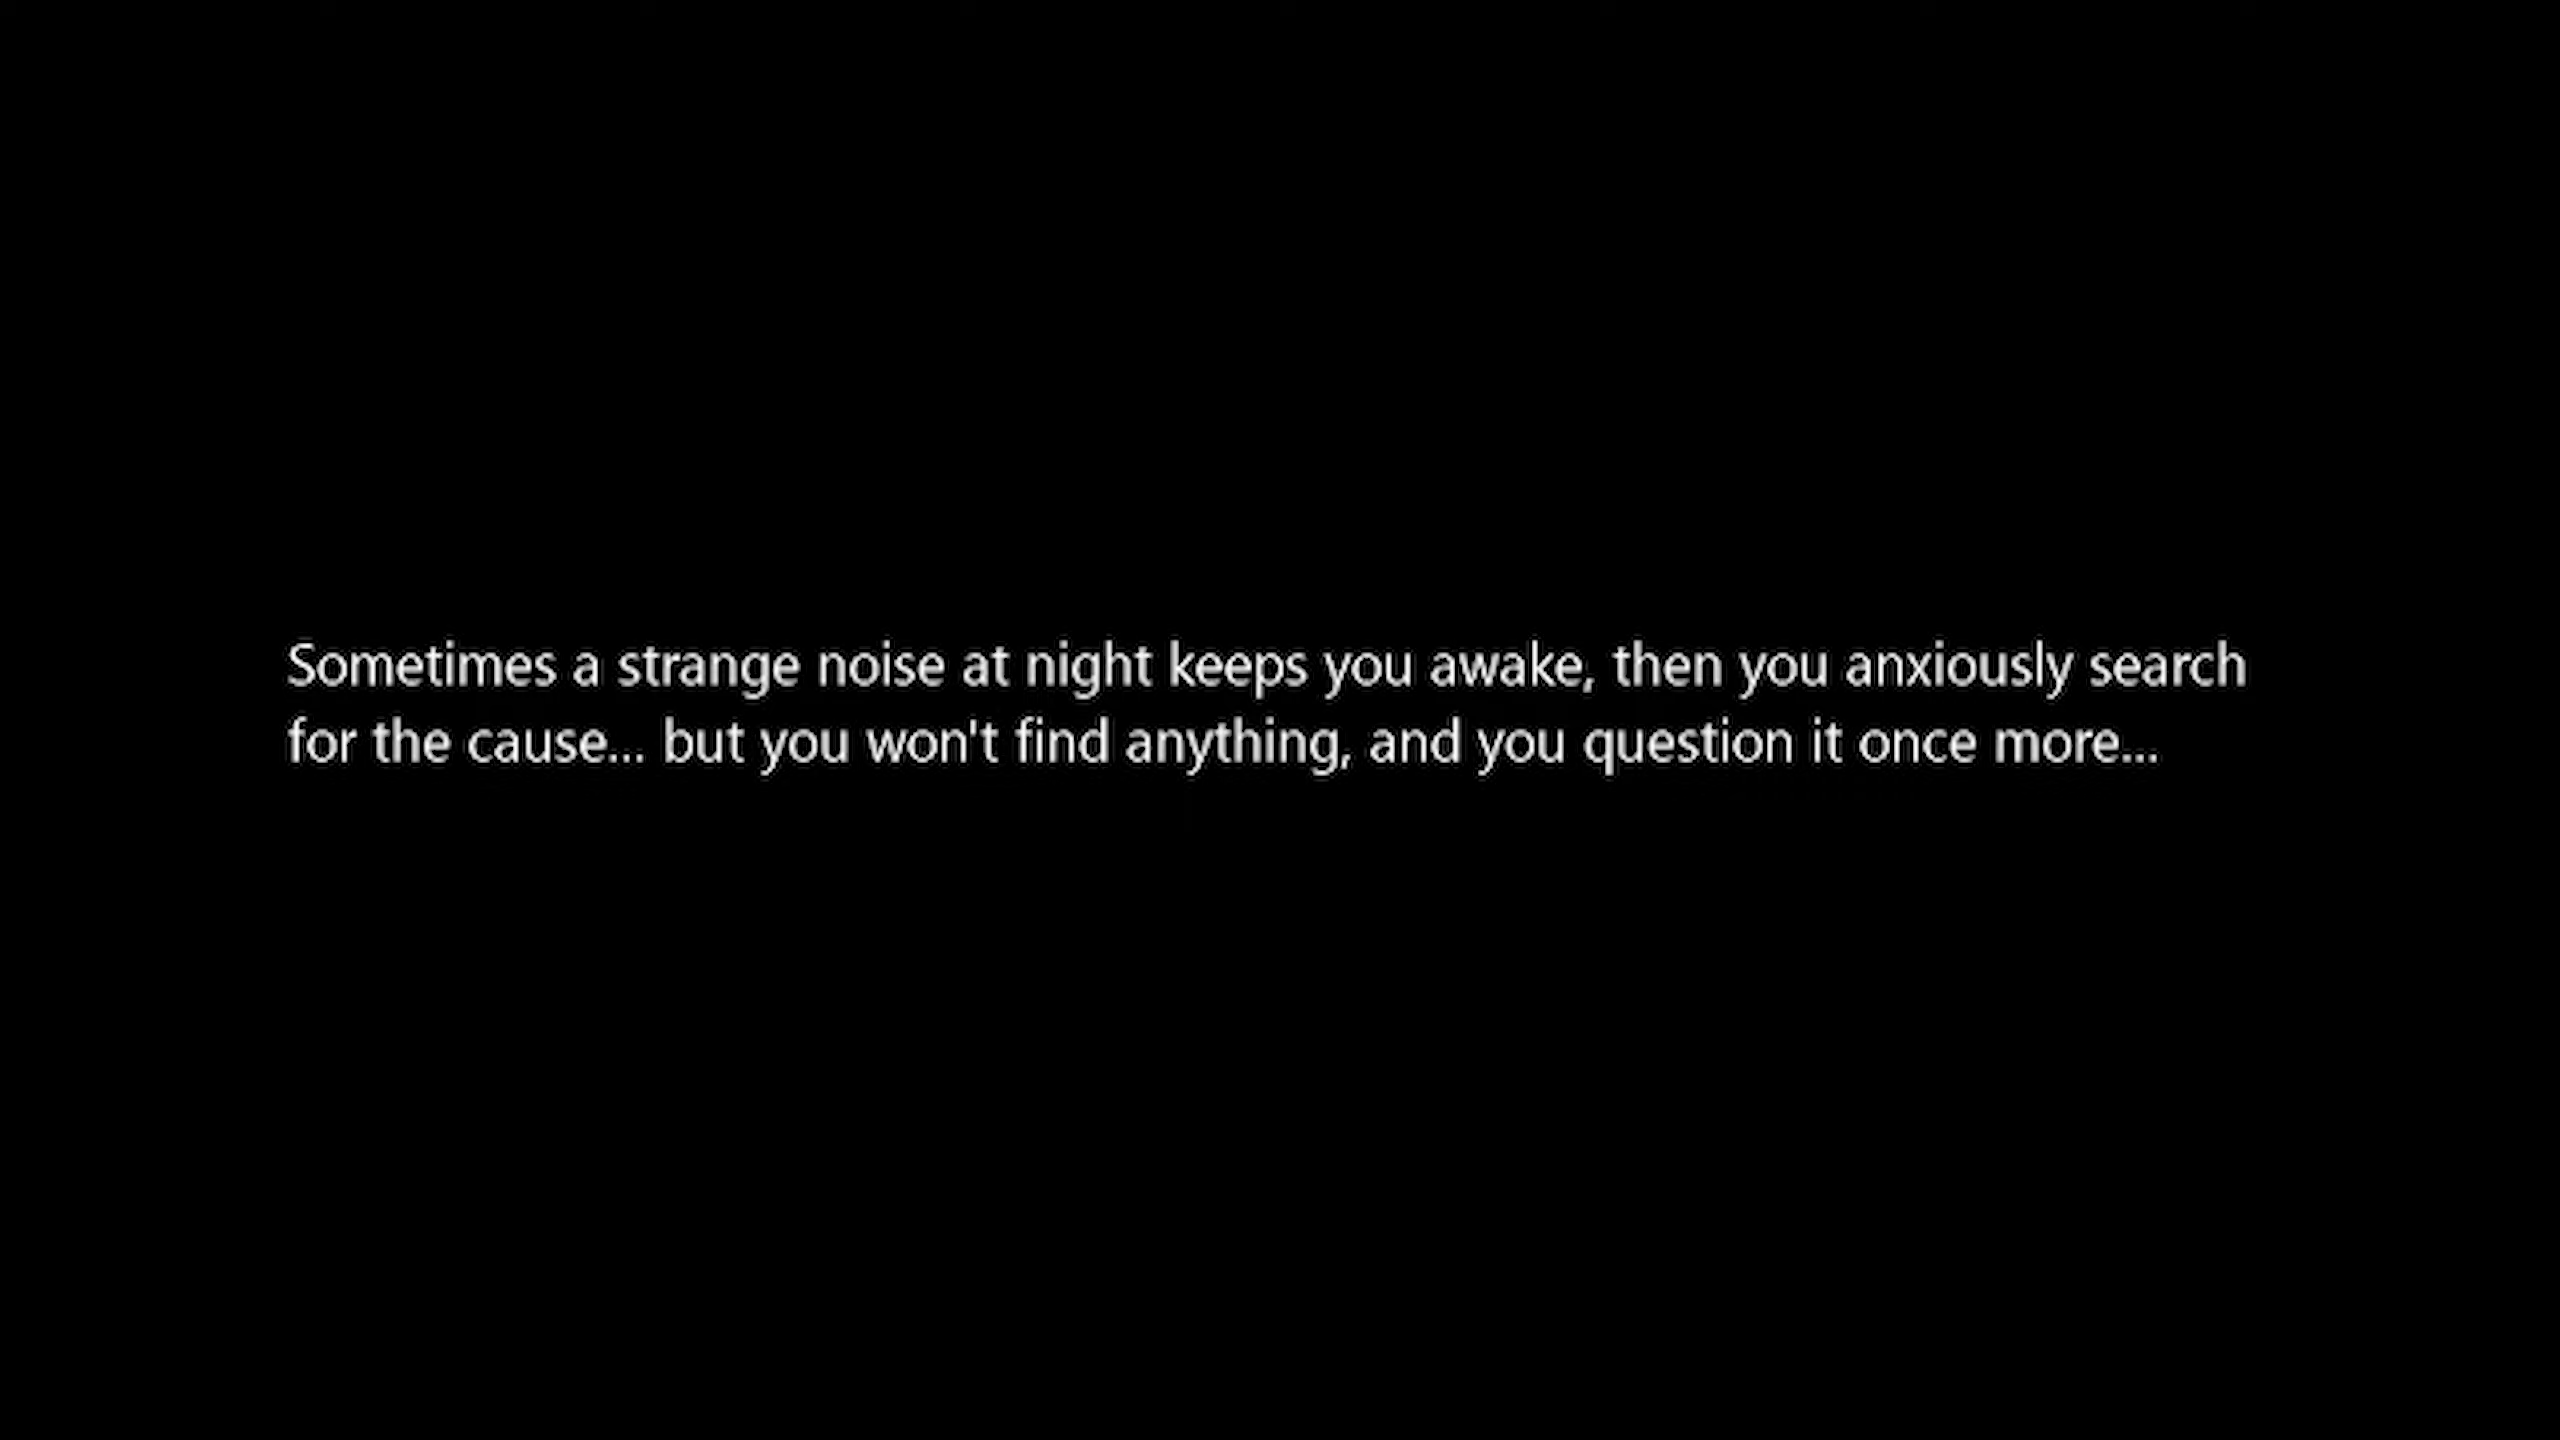 Sometimes a strange noise at night keeps you awake, then you anxiously search
for the cause... but you won't find anything, and you question it once more...